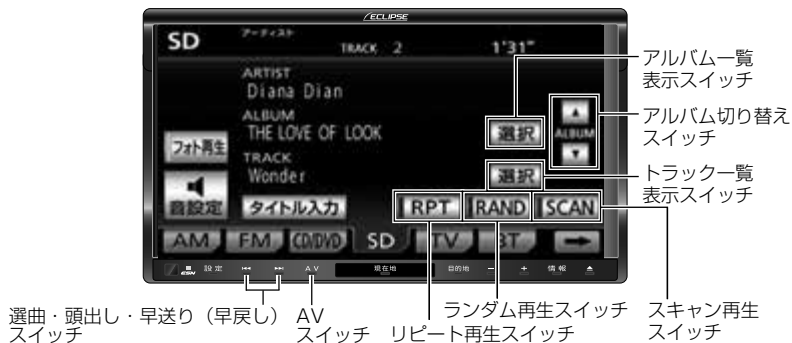 ECLIPSE
SD
アーティスト
TRACK 2
1'31"
ARTIST
Diana Dian
ALBUM
THE LOVE OF LOOK
選択
▲
ALBUM
▼
フォト再生
TRACK
Wonder
選択
音設定
タイトル入力
RPT
RAND
SCAN
AM
FM
CD/DVD
SD
TV
BT
ESN
設定
AV
現在地
目的地
−
+
情報
アルバム一覧
表示スイッチ
アルバム切り替え
スイッチ
トラック一覧
表示スイッチ
選曲・頭出し・早送り（早戻し）
スイッチ
AV
スイッチ
リピート再生スイッチ
ランダム再生スイッチ
スキャン再生
スイッチ